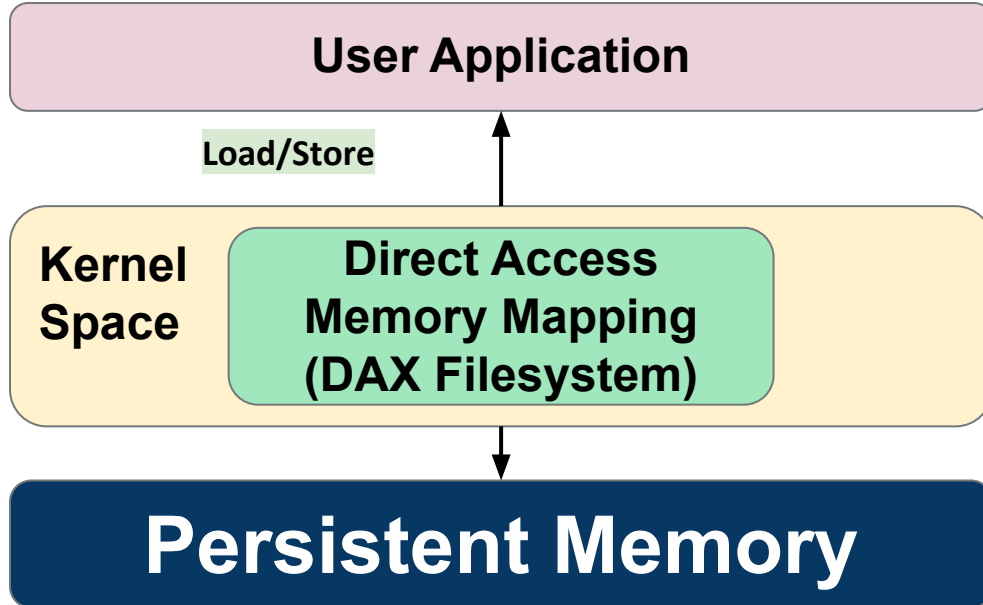 User Application
Load/Store
Kernel
Space
Direct Access
Memory Mapping
(DAX Filesystem)
Persistent Memory